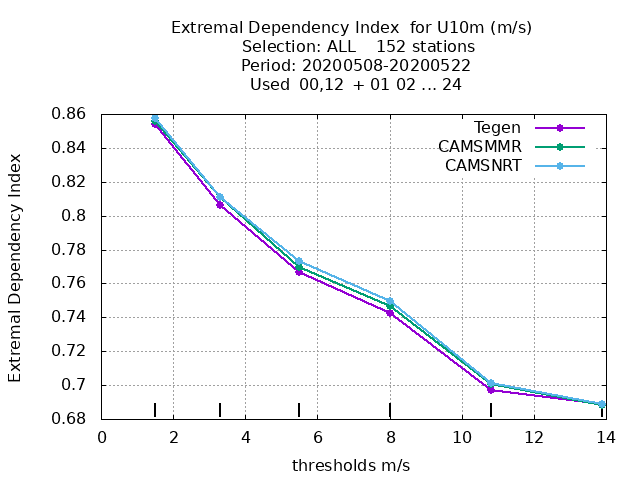 Extremal Dependency Index  for U10m (m/s)
Selection: ALL    152 stations
Period: 20200508-20200522
Used  00,12  + 01 02 ... 24
Tegen
CAMSMMR
CAMSNRT
Extremal Dependency Index
0.86
0.84
0.82
0.8
0.78
0.76
0.74
0.72
0.7
0.68
0 2 4 6 8 10 12 14
thresholds m/s